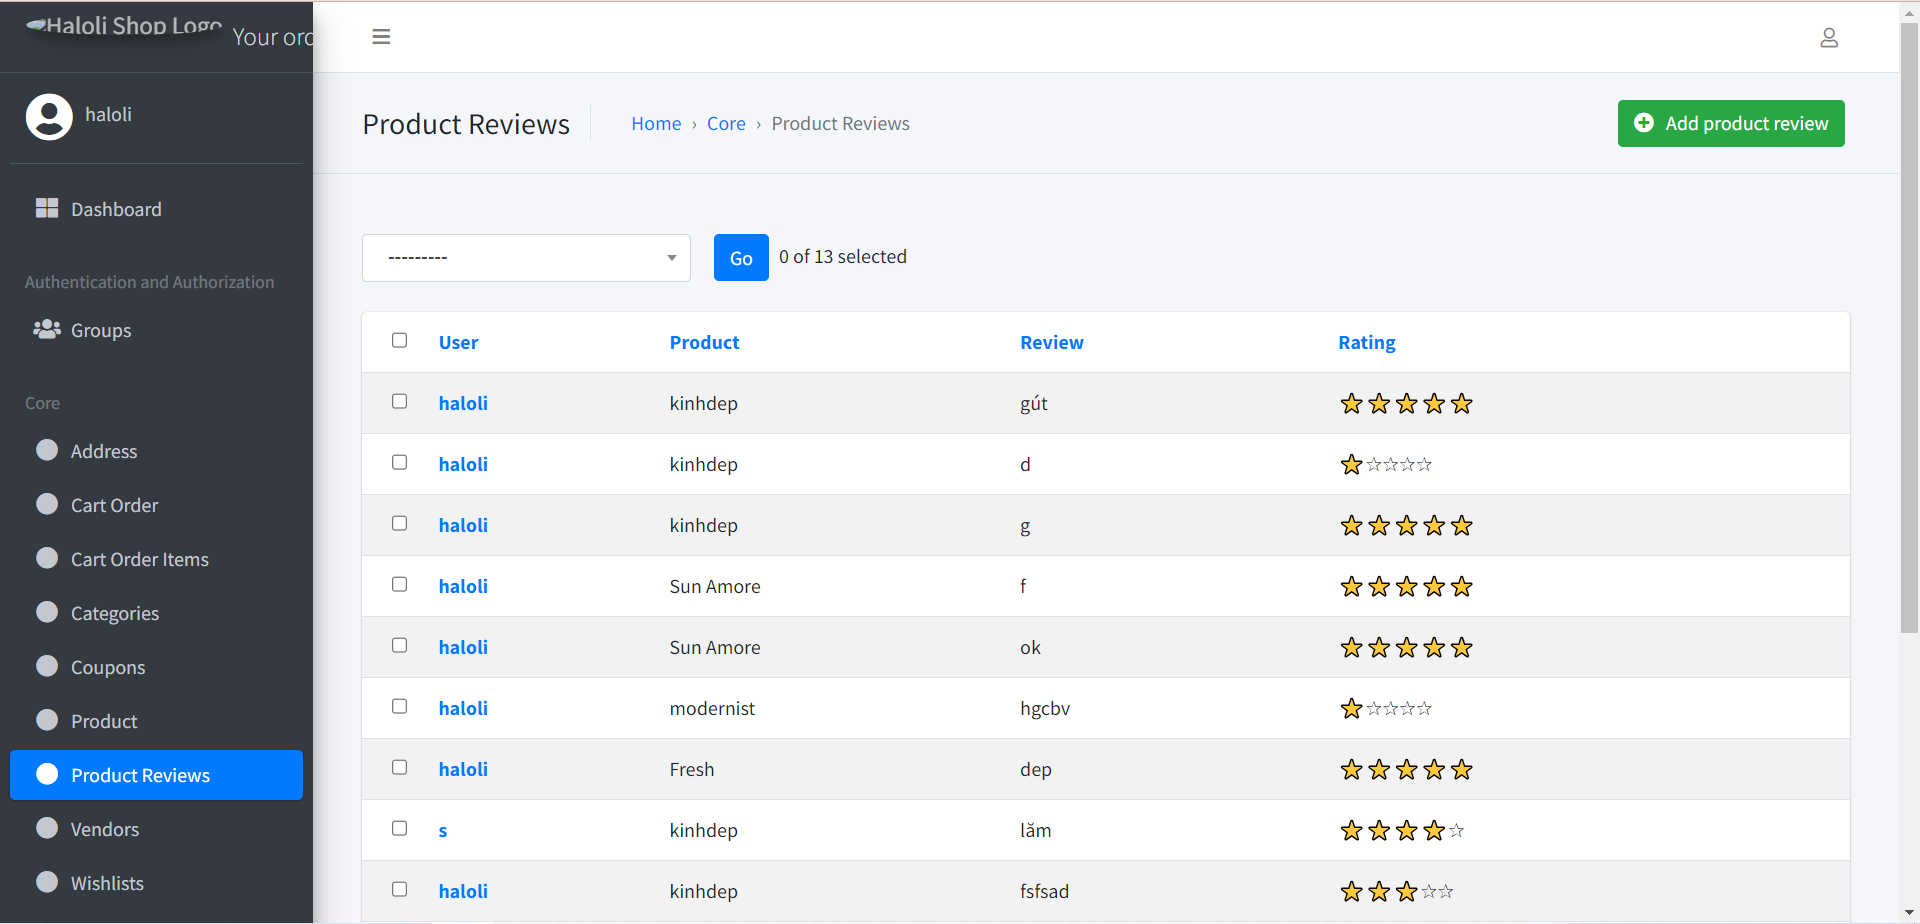 Haloli Shop Logo Your ord
haloli
Dashboard
Authentication and Authorization
Groups
Core
Address
Cart Order
Cart Order Items
Categories
Coupons
Product
Product Reviews
Vendors
Wishlists
Product Reviews
Home › Core › Product Reviews
Add product review
--------- Go 0 of 13 selected
User Product Review Rating
haloli kinhdep gút
haloli kinhdep d
haloli kinhdep g
haloli Sun Amore f
haloli Sun Amore ok
haloli modernist hgcbv
haloli Fresh dep
s kinhdep lăm
haloli kinhdep fsfsad